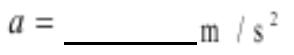 a = ________ m / s²